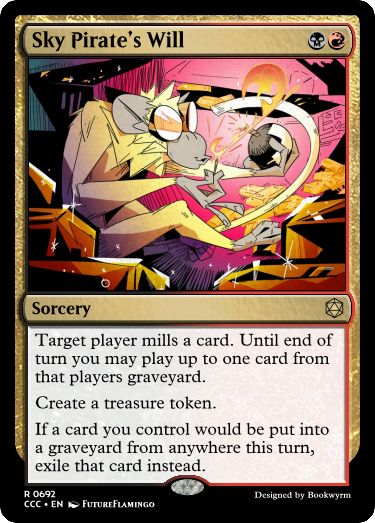 Sky Pirate's Will
Sorcery
Target player mills a card. Until end of
turn you may play up to one card from
that players graveyard.
Create a treasure token.
If a card you control would be put into
a graveyard from anywhere this turn,
exile that card instead.
R 0692
CCC • EN FutureFlamingo
Designed by Bookwyrm